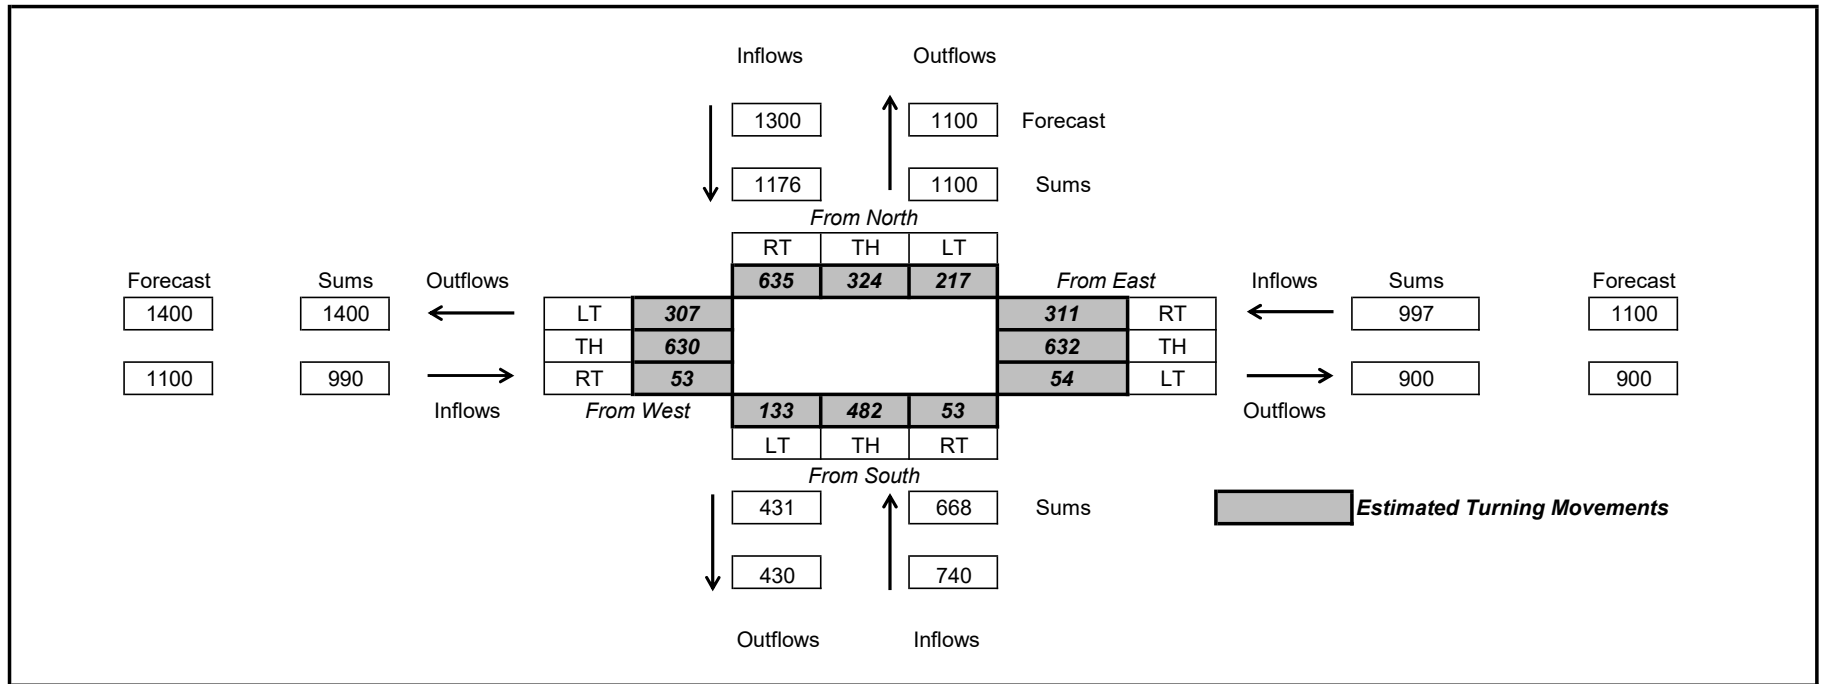 Inflows Outflows
1300 1100 Forecast
1176 1100 Sums
From North
RT TH LT
Forecast Sums Outflows 635 324 217 From East Inflows Sums Forecast
1400 1400 LT 307 311 RT 997 1100
TH 630 632 TH
1100 990 RT 53 54 LT 900 900
Inflows From West 133 482 53 Outflows
LT TH RT
From South
431 668 Sums Estimated Turning Movements
430 740
Outflows Inflows